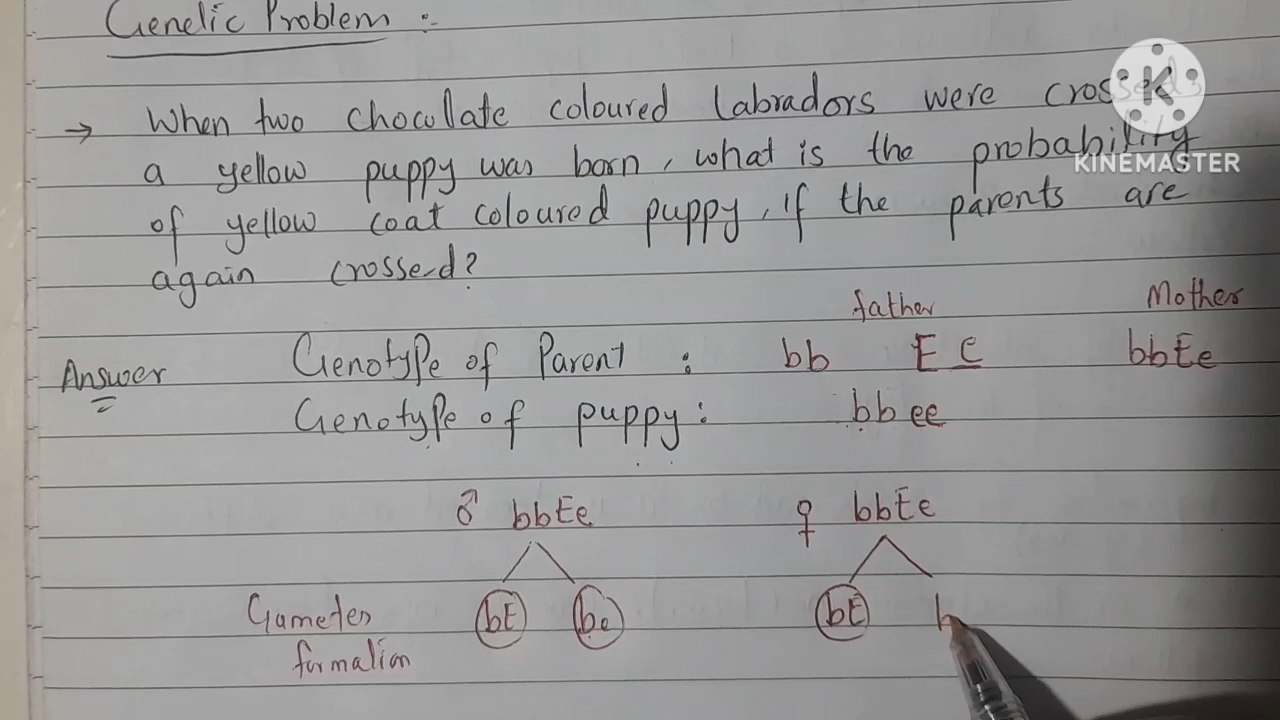 Genetic Problem :-
→ When two chocolate coloured Labradors were crossed,
a yellow puppy was born, what is the probability
KINEMASTER
of yellow coat coloured puppy, if the parents are
again crossed?
father Mother
Answer Genotype of Parent : bb E e bbEe
Genotype of puppy: bb ee
♂ bbEe ♀ bbEe
Gametes bE be bE b
formation